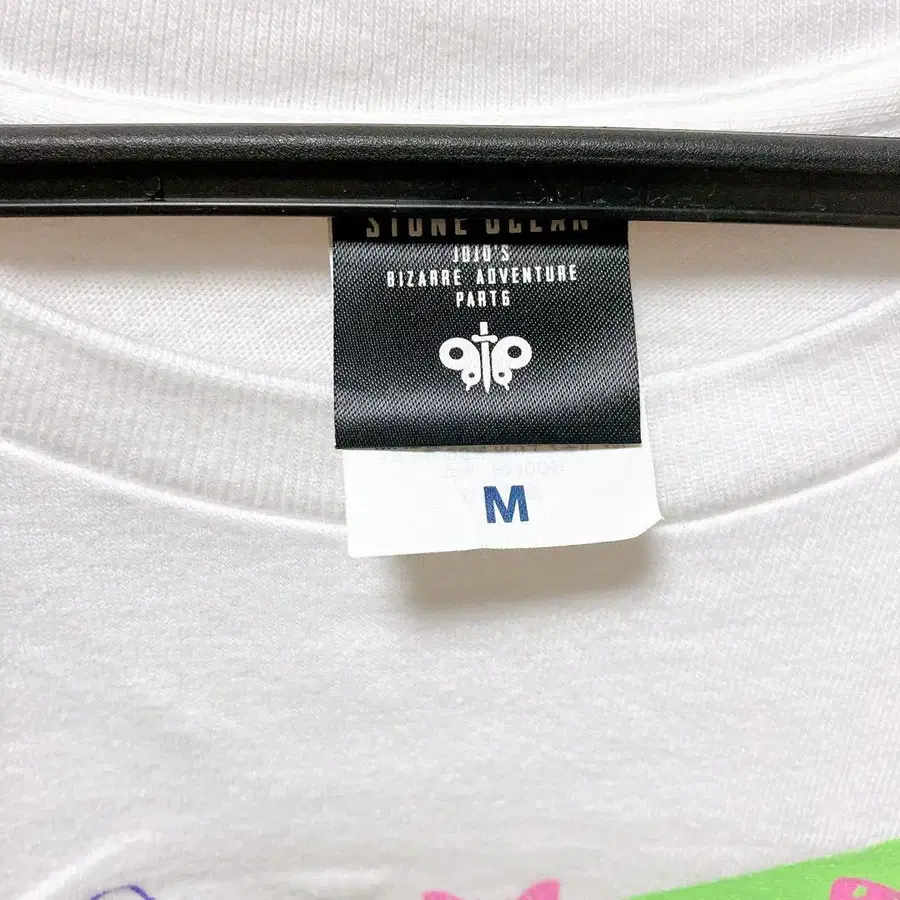 STONE OCEAN
JOJO'S
BIZARRE ADVENTURE
PART6
M